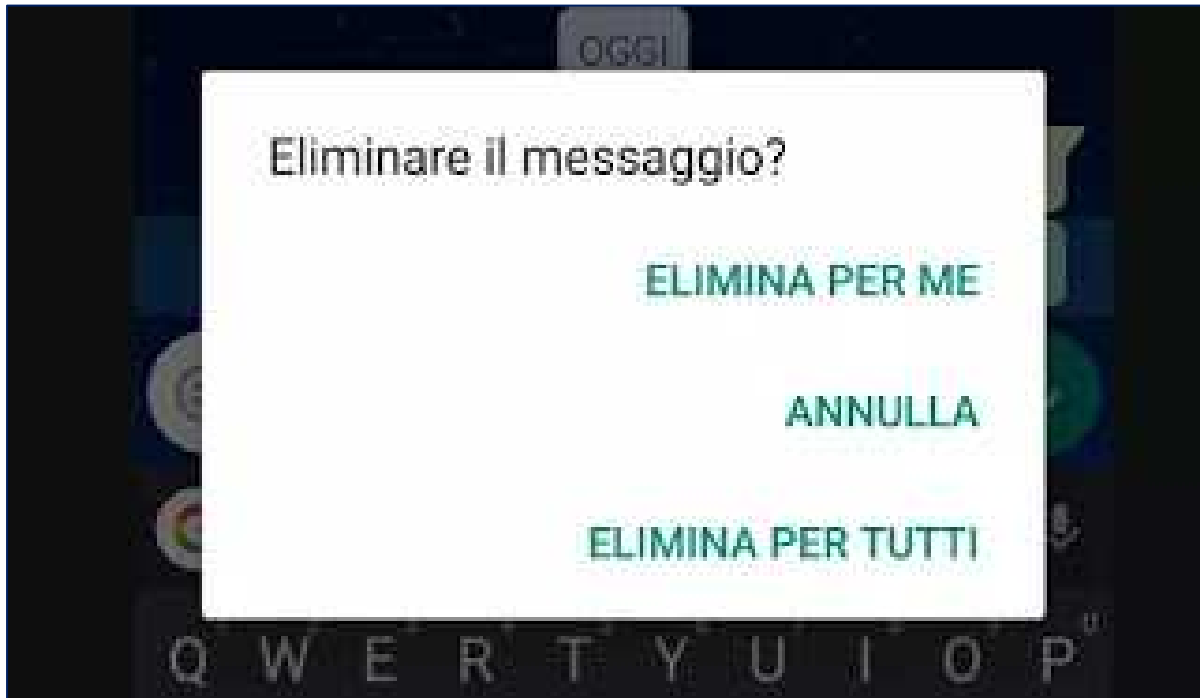 OGGI
Eliminare il messaggio?
ELIMINA PER ME
ANNULLA
ELIMINA PER TUTTI
Q W E R T Y U I O P